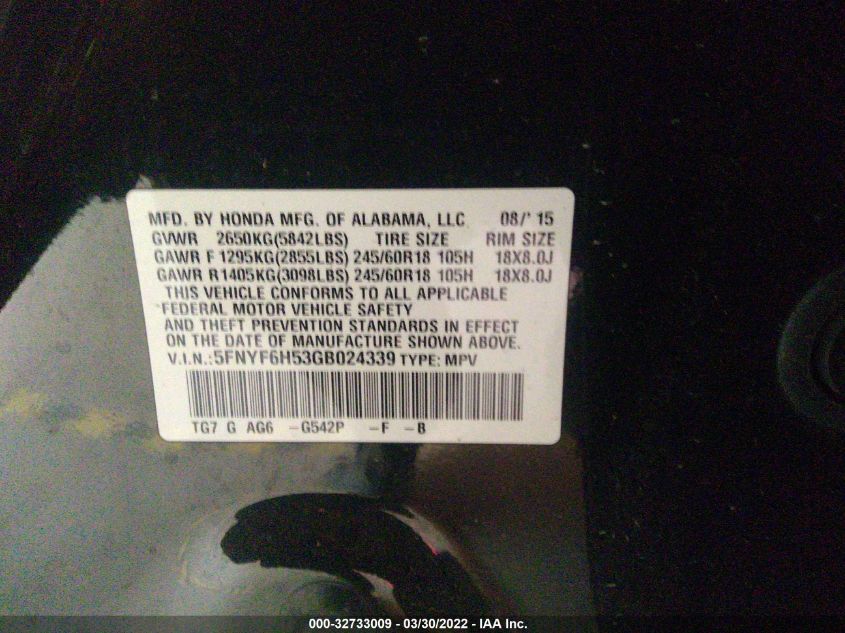 MFD. BY HONDA MFG. OF ALABAMA, LLC 08/' 15
GVWR 2650KG(5842LBS) TIRE SIZE RIM SIZE
GAWR F 1295KG(2855LBS) 245/60R18 105H 18X8.0J
GAWR R1405KG(3098LBS) 245/60R18 105H 18X8.0J
THIS VEHICLE CONFORMS TO ALL APPLICABLE
FEDERAL MOTOR VEHICLE SAFETY
AND THEFT PREVENTION STANDARDS IN EFFECT
ON THE DATE OF MANUFACTURE SHOWN ABOVE.
V.I.N.:5FNYF6H53GB024339 TYPE: MPV
TG7 G AG6 -G542P -F -B
000-32733009 - 03/30/2022 - IAA Inc.